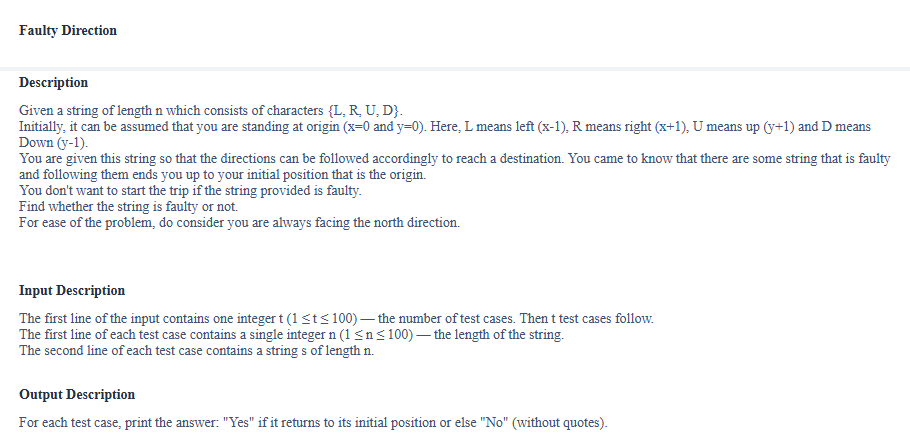 Faulty Direction
Description
Given a string of length n which consists of characters {L, R, U, D}.
Initially, it can be assumed that you are standing at origin (x=0 and y=0). Here, L means left (x-1), R means right (x+1), U means up (y+1) and D means
Down (y-1).
You are given this string so that the directions can be followed accordingly to reach a destination. You came to know that there are some string that is faulty
and following them ends you up to your initial position that is the origin.
You don't want to start the trip if the string provided is faulty.
Find whether the string is faulty or not.
For ease of the problem, do consider you are always facing the north direction.
Input Description
The first line of the input contains one integer t (1 ≤t≤ 100) — the number of test cases. Then t test cases follow.
The first line of each test case contains a single integer n (1 ≤n≤ 100) — the length of the string.
The second line of each test case contains a string s of length n.
Output Description
For each test case, print the answer: "Yes" if it returns to its initial position or else "No" (without quotes).